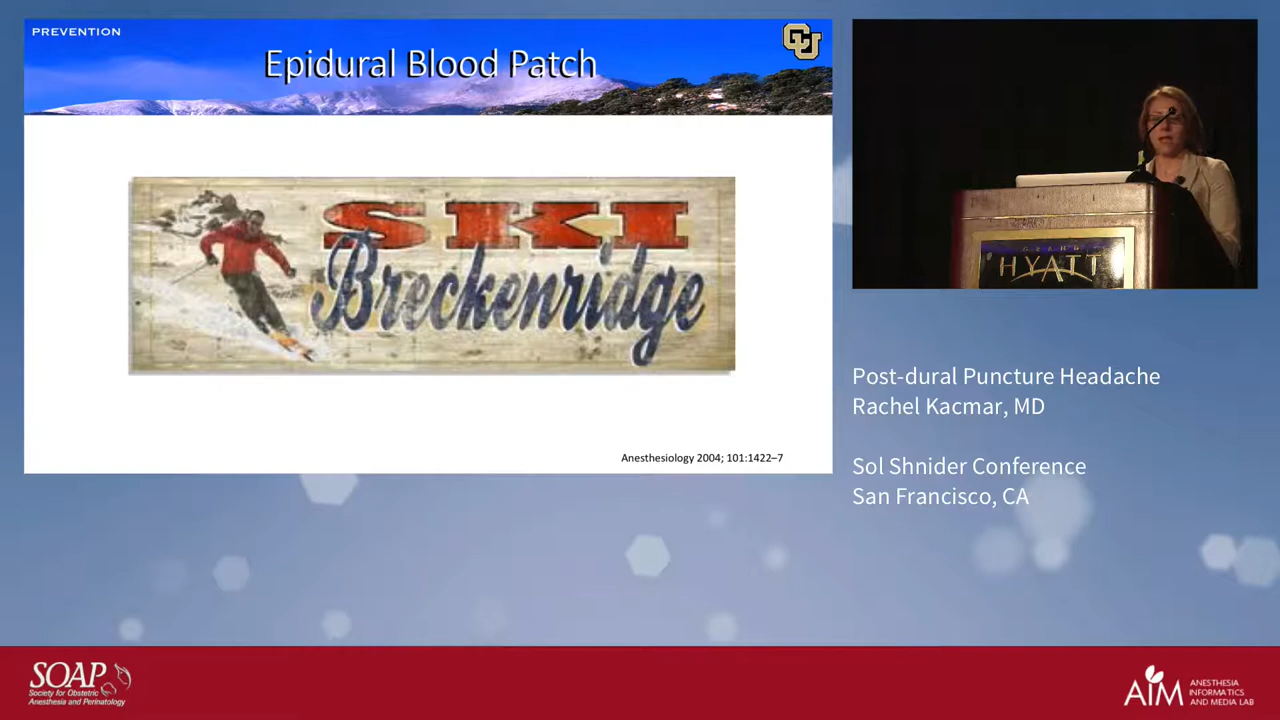 PREVENTION
Epidural Blood Patch
CU
SKI
Breckenridge
Anesthesiology 2004; 101:1422–7
GRAND
HYATT
Post-dural Puncture Headache
Rachel Kacmar, MD
Sol Shnider Conference
San Francisco, CA
SOAP
Society for Obstetric
Anesthesia and Perinatology
AIM
ANESTHESIA
INFORMATICS
AND MEDIA LAB